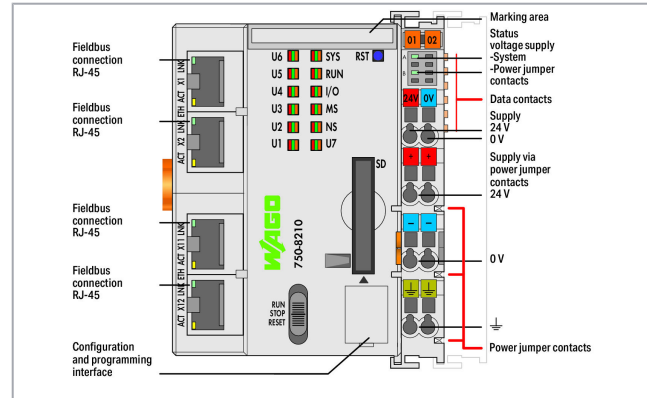 Fieldbus
connection
RJ-45
Fieldbus
connection
RJ-45
Fieldbus
connection
RJ-45
Fieldbus
connection
RJ-45
Configuration
and programming
interface
ACT X1 LNK
ACT X2 LNK ETH
ACT X11 LNK
ACT X12 LNK ETH
U6 SYS RST
U5 RUN
U4 I/O
U3 MS
U2 NS
U1 U7
SD
WAGO
750-8210
RUN
STOP
RESET
01 02
A
B
24V 0V
+ +
— —
Marking area
Status
voltage supply
-System
-Power jumper
contacts
Data contacts
Supply
24 V
0 V
Supply via
power jumper
contacts
24 V
0 V
Power jumper contacts